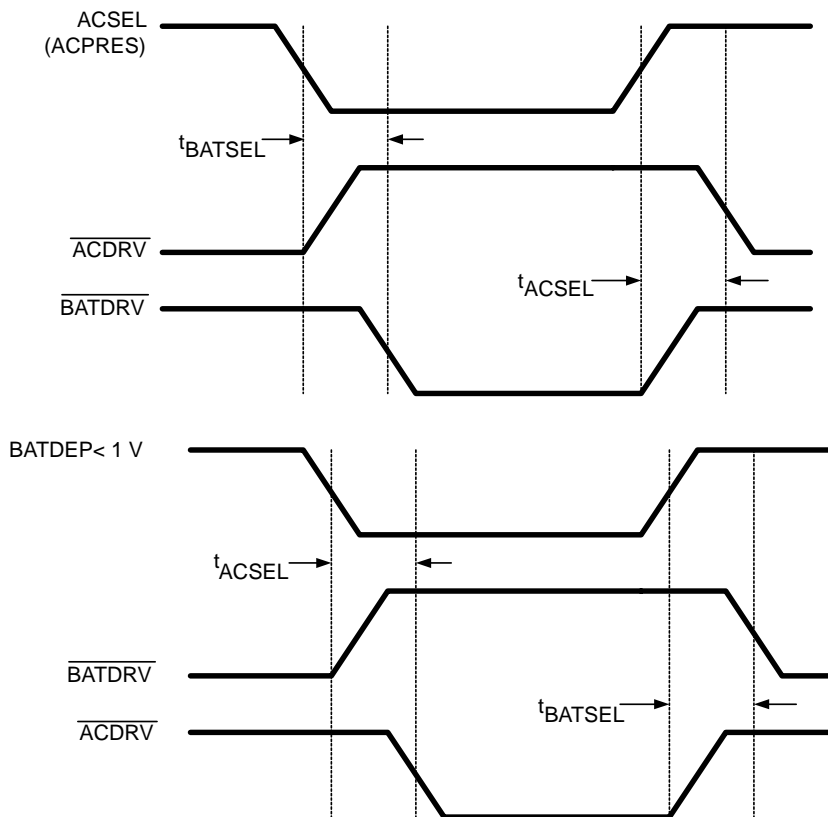 ACSEL
(ACPRES)
tBATSEL
ACDRV
tACSEL
BATDRV
BATDEP< 1 V
tACSEL
BATDRV
tBATSEL
ACDRV